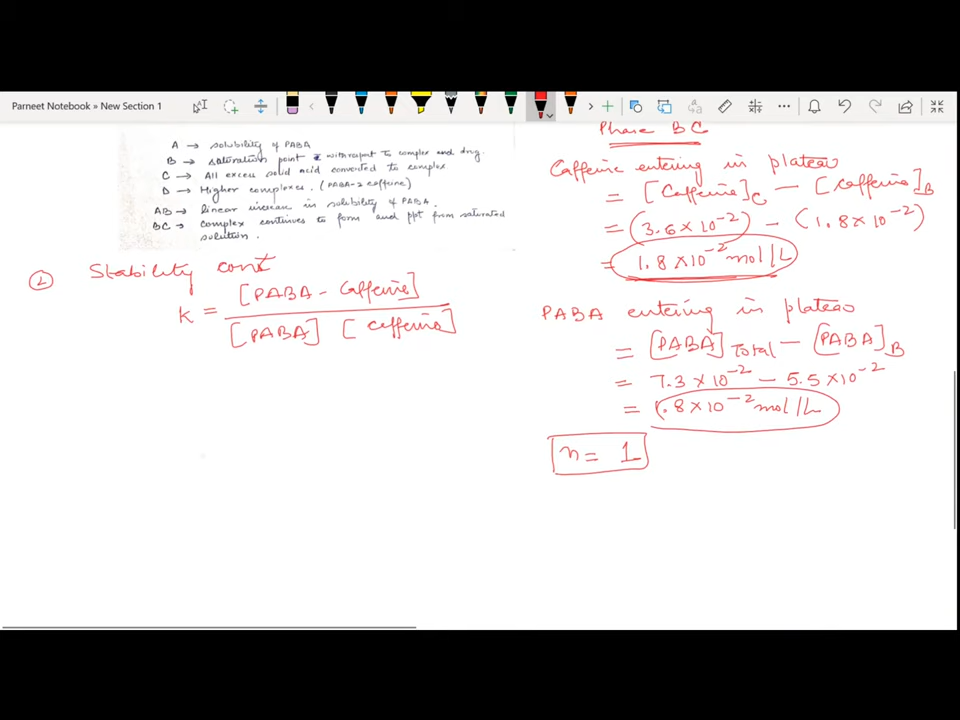 Parneet Notebook » New Section 1
A → solubility of PABA
B → saturation point with respect to complex and drug.
C → All excess solid acid converted to complex
D → Higher complexes. (PABA-2 caffeine)
AB → linear increase in solubility of PABA.
BC → complex continues to form and ppt from saturated
solution.
② Stability const
K = [PABA - Caffeine]
[PABA] [caffeine]
Phase BC
Caffeine entering in plateau
= [Caffeine]C - [caffeine]B
= (3.6 × 10⁻²) - (1.8 × 10⁻²)
= 1.8 × 10⁻² mol/L
PABA entering in plateau
= [PABA] Total - [PABA]B
= 7.3 × 10⁻² - 5.5 × 10⁻²
= 1.8 × 10⁻² mol/L
n = 1